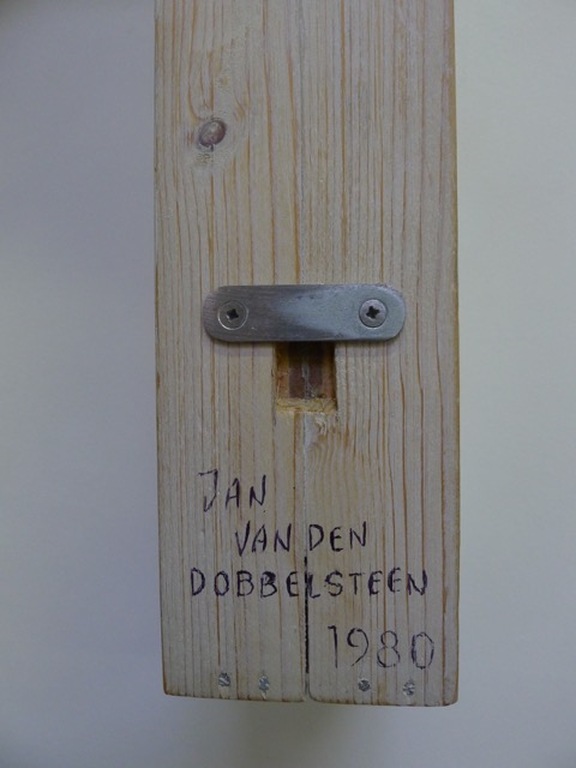 JAN
VAN DEN
DOBBELSTEEN
1980